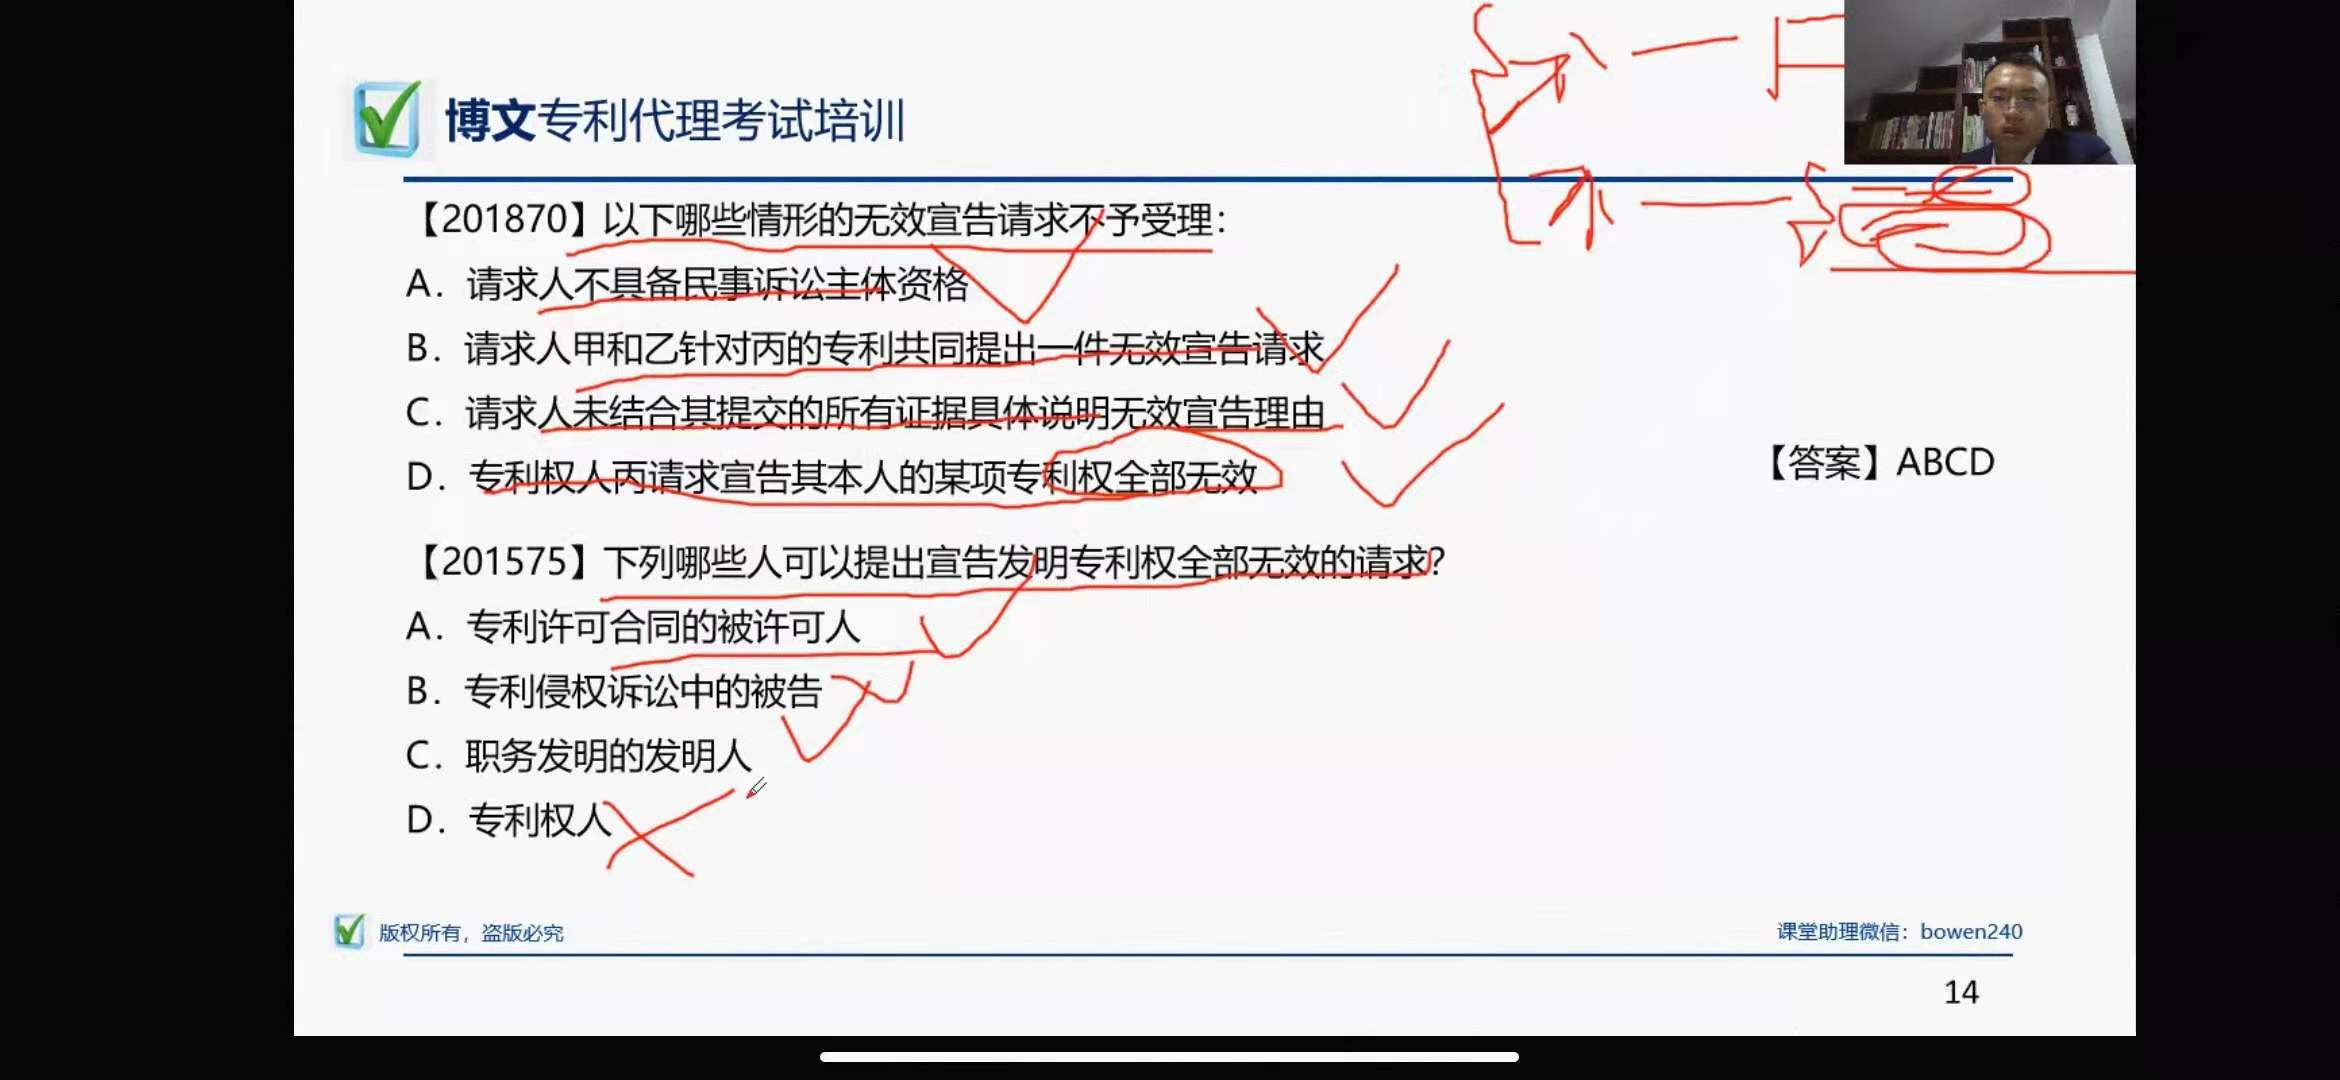 博文专利代理考试培训
【201870】以下哪些情形的无效宣告请求不予受理：
A．请求人不具备民事诉讼主体资格
B．请求人甲和乙针对丙的专利共同提出一件无效宣告请求
C．请求人未结合其提交的所有证据具体说明无效宣告理由
D．专利权人丙请求宣告其本人的某项专利权全部无效
【答案】ABCD
【201575】下列哪些人可以提出宣告发明专利权全部无效的请求？
A．专利许可合同的被许可人
B．专利侵权诉讼中的被告
C．职务发明的发明人
D．专利权人
版权所有，盗版必究
课堂助理微信：bowen240
14